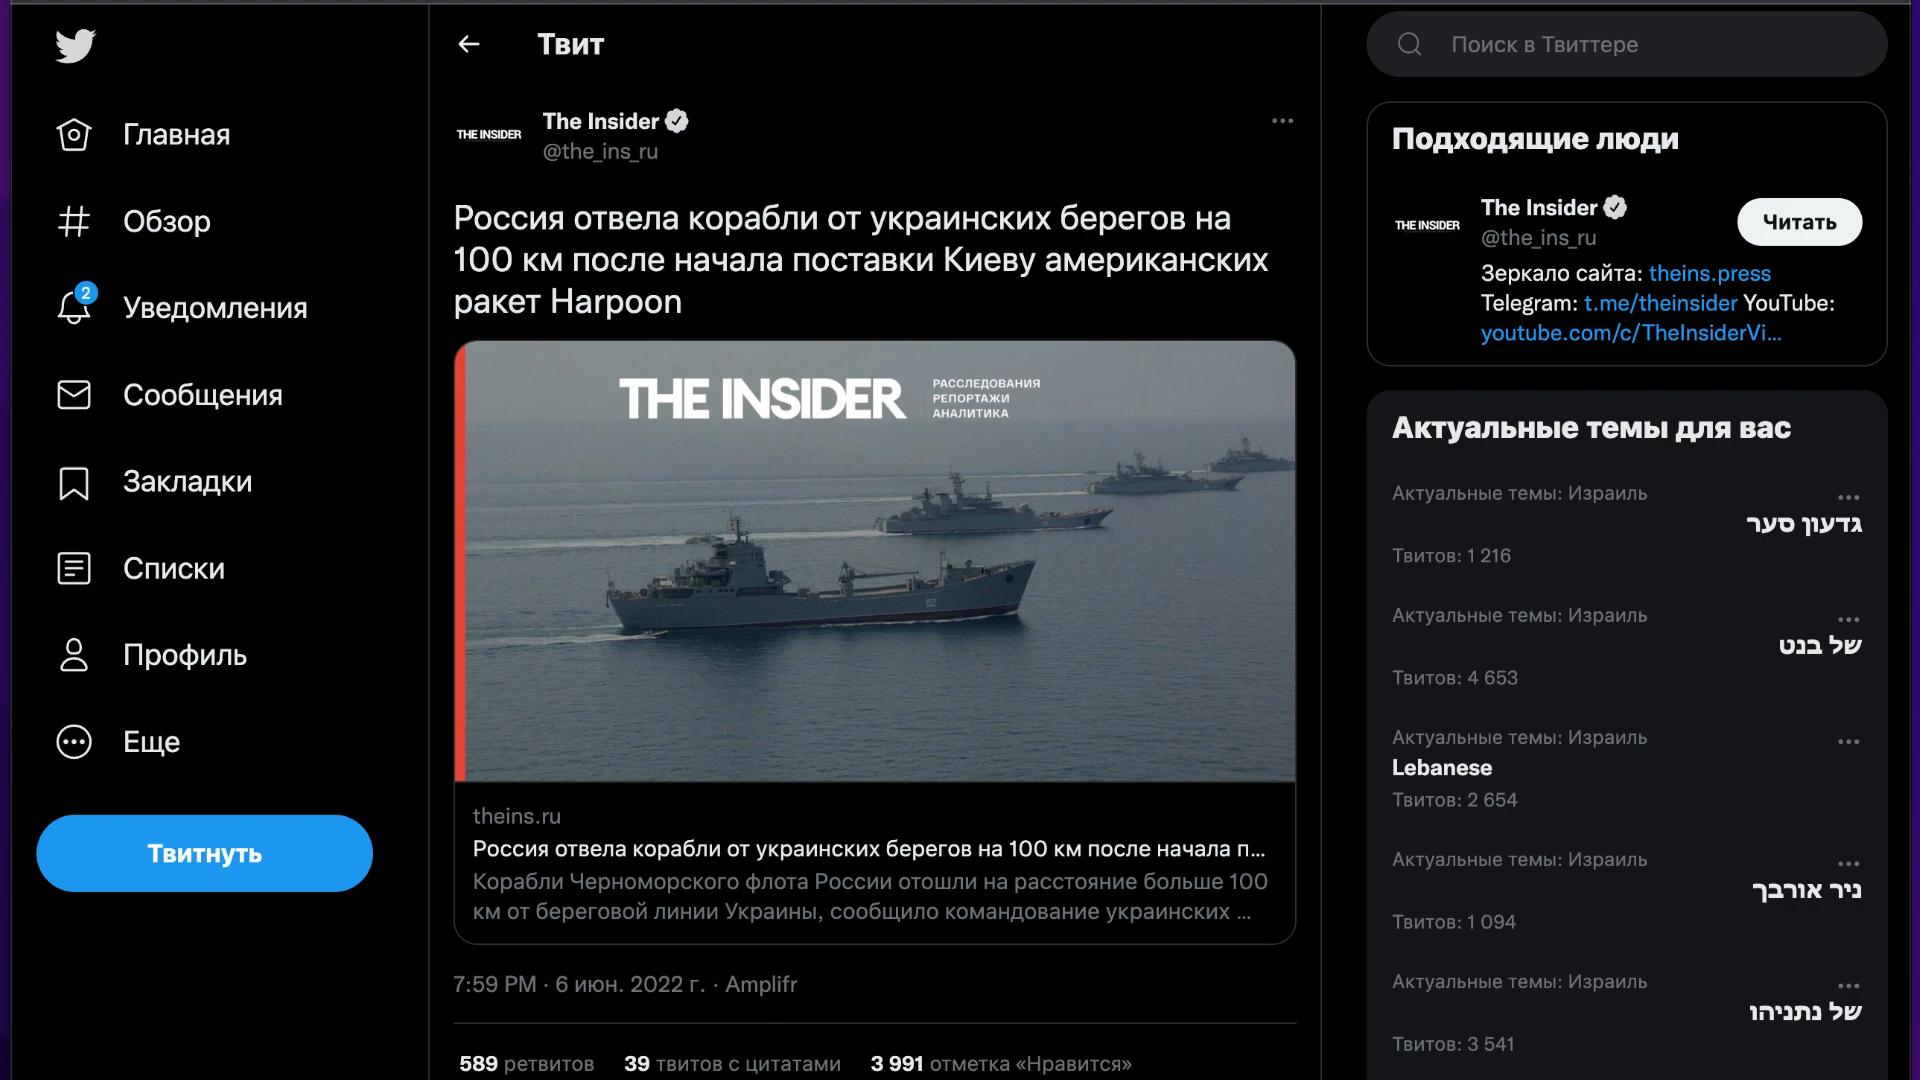 Твит
Поиск в Твиттере
Главная
Обзор
2
Уведомления
Сообщения
Закладки
Списки
Профиль
Еще
Твитнуть
THE INSIDER
The Insider
@the_ins_ru
Россия отвела корабли от украинских берегов на
100 км после начала поставки Киеву американских
ракет Harpoon
THE INSIDER
РАССЛЕДОВАНИЯ
РЕПОРТАЖИ
АНАЛИТИКА
152
theins.ru
Россия отвела корабли от украинских берегов на 100 км после начала п...
Корабли Черноморского флота России отошли на расстояние больше 100
км от береговой линии Украины, сообщило командование украинских ...
7:59 PM · 6 июн. 2022 г. · Amplifr
589 ретвитов 39 твитов с цитатами 3 991 отметка «Нравится»
Подходящие люди
THE INSIDER
The Insider
@the_ins_ru
Читать
Зеркало сайта: theins.press
Telegram: t.me/theinsider YouTube:
youtube.com/c/TheInsiderVi...
Актуальные темы для вас
Актуальные темы: Израиль
גדעון סער
Твитов: 1 216
Актуальные темы: Израиль
של בנט
Твитов: 4 653
Актуальные темы: Израиль
Lebanese
Твитов: 2 654
Актуальные темы: Израиль
ניר אורבך
Твитов: 1 094
Актуальные темы: Израиль
של נתניהו
Твитов: 3 541